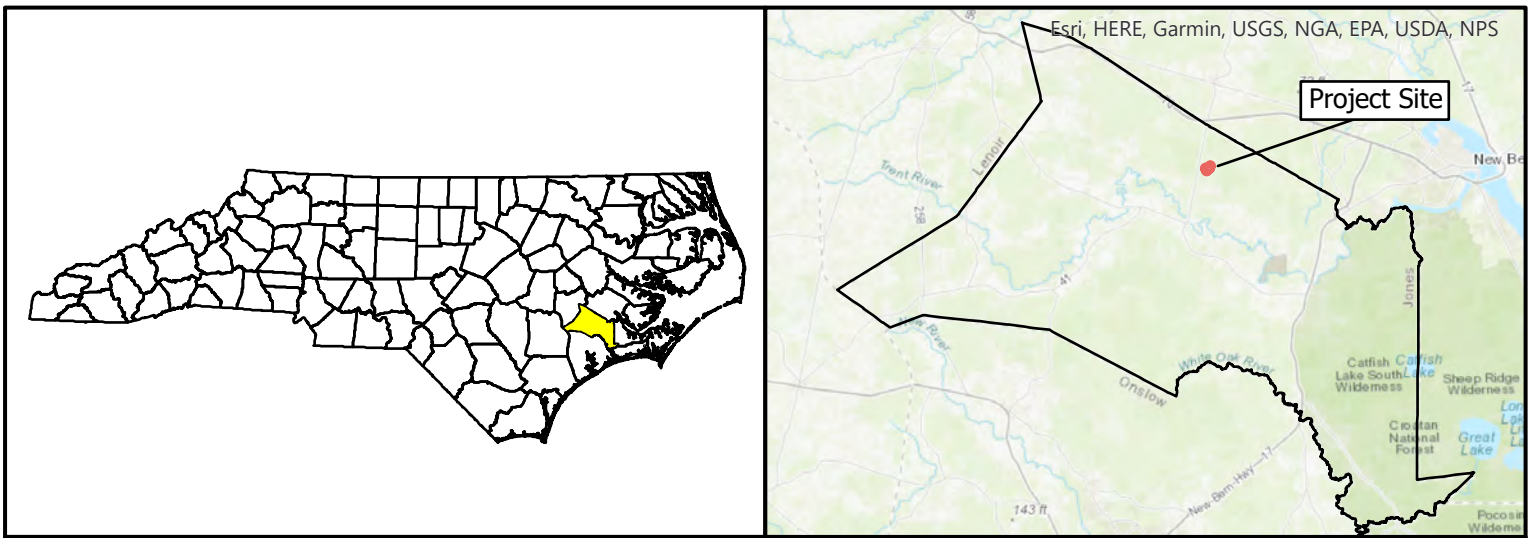 Esri, HERE, Garmin, USGS, NGA, EPA, USDA, NPS
Project Site
17
New Be
Lenoir
Trent River
258
41
Jones
New River
White Oak River
Onslow
Catfish
Lake South
Wilderness
Catfish
Lake
Sheep Ridge
Wilderness
Croatan
National
Forest
Great
Lake
New-Bern-Hwy-17
143 ft
Pocosin
Wilderne